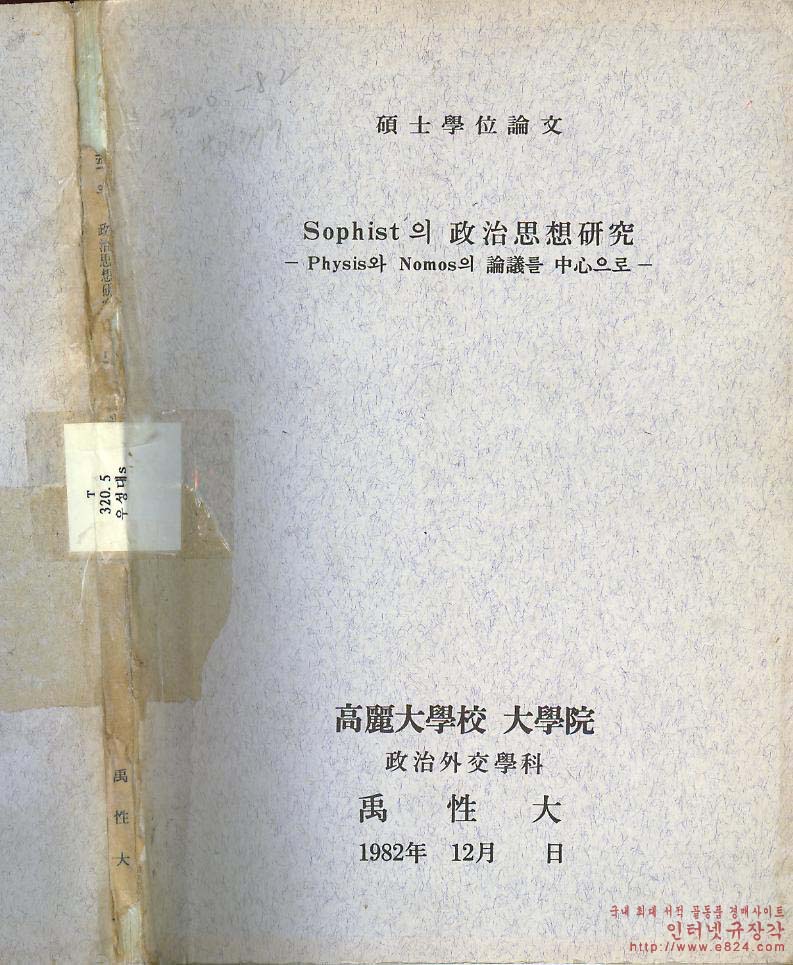 碩士學位論文
Sophist의 政治思想研究
- Physis와 Nomos의 論議를 中心으로 -
高麗大學校 大學院
政治外交學科
禹 性 大
1982年 12月 日
의 政治思想研
T
320.5
우성대s
禹性大
국내 최대 서적 골동품 경매사이트
인터넷규장각
http://www.e824.com